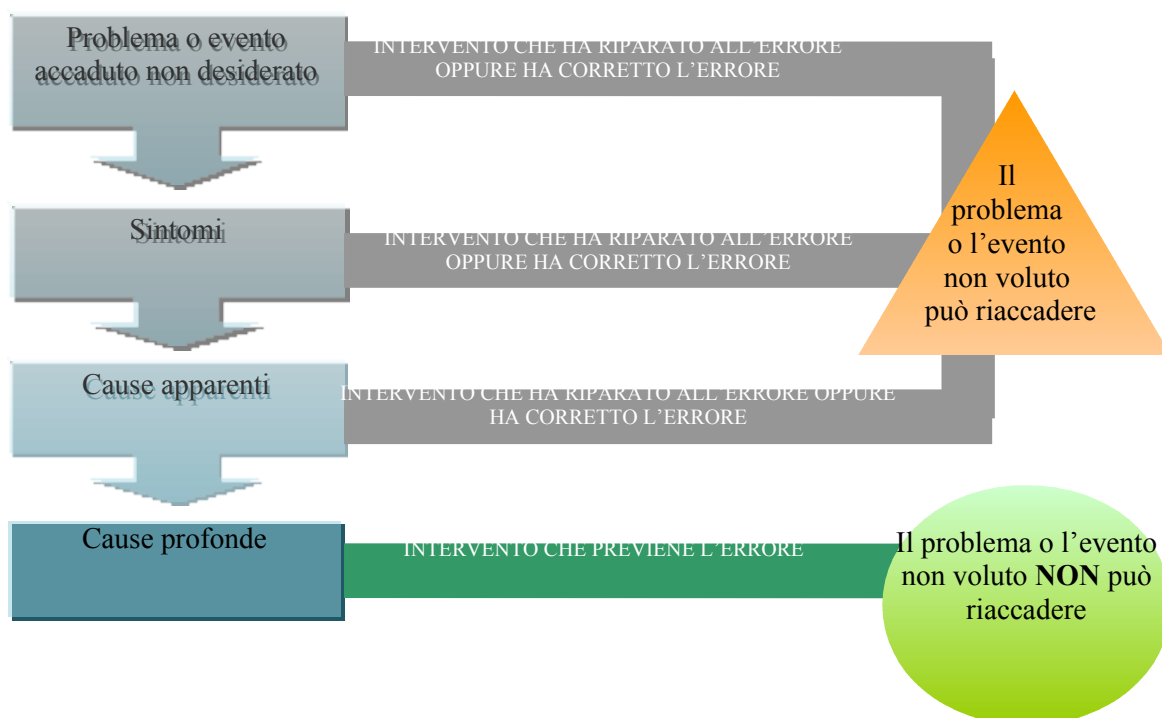 Problema o evento
accaduto non desiderato
INTERVENTO CHE HA RIPARATO ALL’ERRORE
OPPURE HA CORRETTO L’ERRORE
Sintomi
INTERVENTO CHE HA RIPARATO ALL’ERRORE
OPPURE HA CORRETTO L’ERRORE
Il
problema
o l’evento
non voluto
può riaccadere
Cause apparenti
INTERVENTO CHE HA RIPARATO ALL’ERRORE OPPURE
HA CORRETTO L’ERRORE
Cause profonde
INTERVENTO CHE PREVIENE L’ERRORE
Il problema o l’evento
non voluto NON può
riaccadere